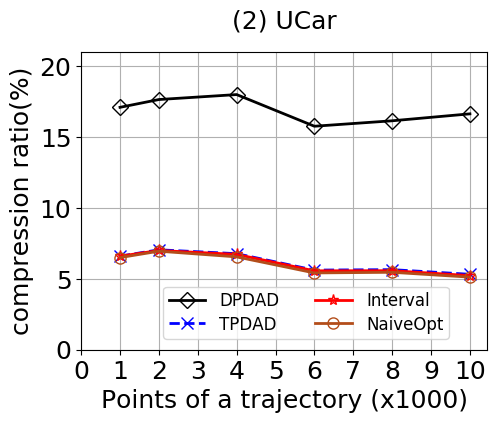 (2) UCar
compression ratio(%)
20
15
10
5
0
DPDAD
TPDAD
Interval
NaiveOpt
0 1 2 3 4 5 6 7 8 9 10
Points of a trajectory (x1000)